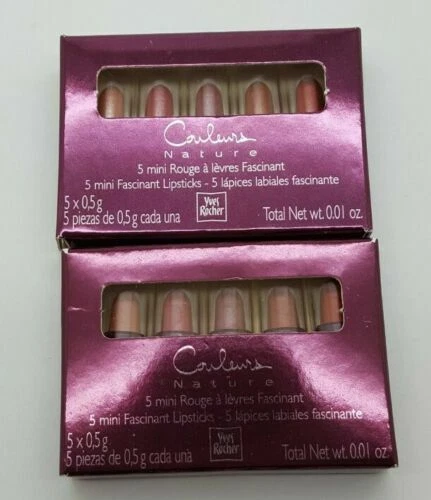 Couleurs
Nature
5 mini Rouge à lèvres Fascinant
5 mini Fascinant Lipsticks - 5 lápices labiales fascinante
5 x 0,5g
5 piezas de 0,5 g cada una
Yves
Rocher
Total Net wt. 0.01 oz.
Couleurs
Nature
5 mini Rouge à lèvres Fascinant
5 mini Fascinant Lipsticks - 5 lápices labiales fascinante
5 x 0,5g
5 piezas de 0,5 g cada una
Yves
Rocher
Total Net wt. 0.01 oz.